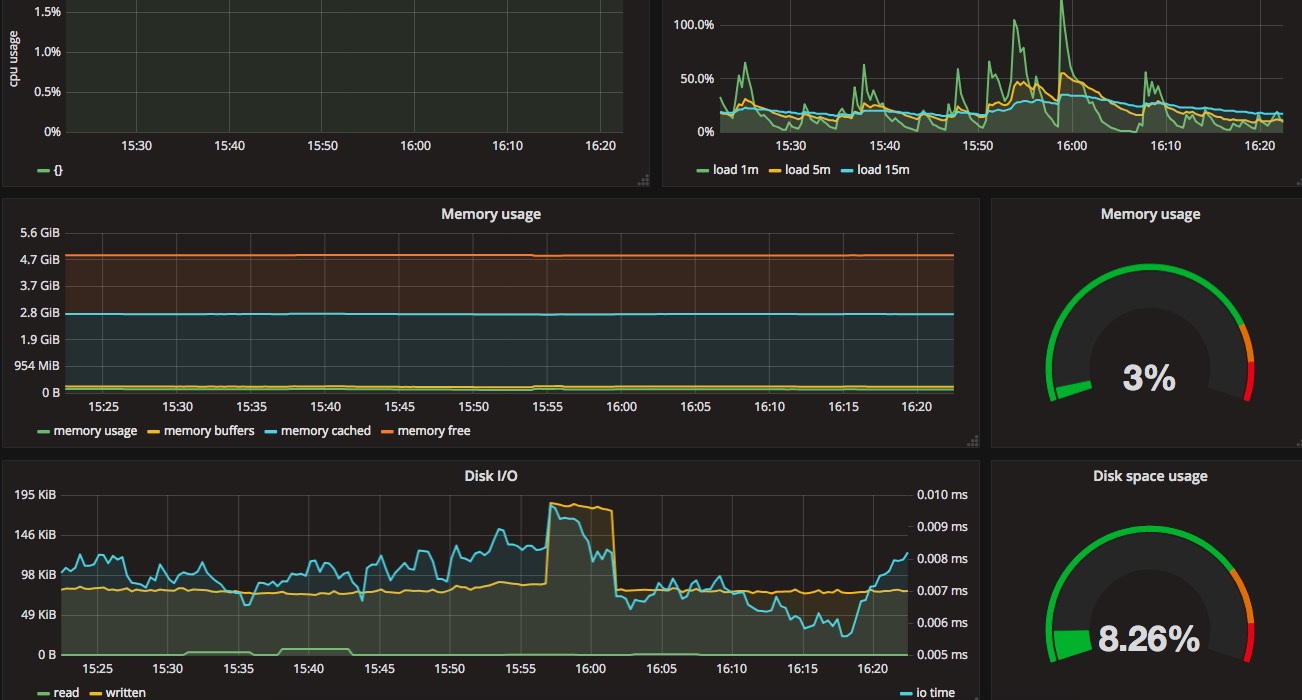 1.5%
1.0%
0.5%
0%
cpu usage
15:30 15:40 15:50 16:00 16:10 16:20
{}
100.0%
50.0%
0%
15:30 15:40 15:50 16:00 16:10 16:20
load 1m load 5m load 15m
Memory usage
5.6 GiB
4.7 GiB
3.7 GiB
2.8 GiB
1.9 GiB
954 MiB
0 B
15:25 15:30 15:35 15:40 15:45 15:50 15:55 16:00 16:05 16:10 16:15 16:20
memory usage memory buffers memory cached memory free
Memory usage
3%
Disk I/O
195 KiB
146 KiB
98 KiB
49 KiB
0 B
0.010 ms
0.009 ms
0.008 ms
0.007 ms
0.006 ms
0.005 ms
15:25 15:30 15:35 15:40 15:45 15:50 15:55 16:00 16:05 16:10 16:15 16:20
read written io time
Disk space usage
8.26%